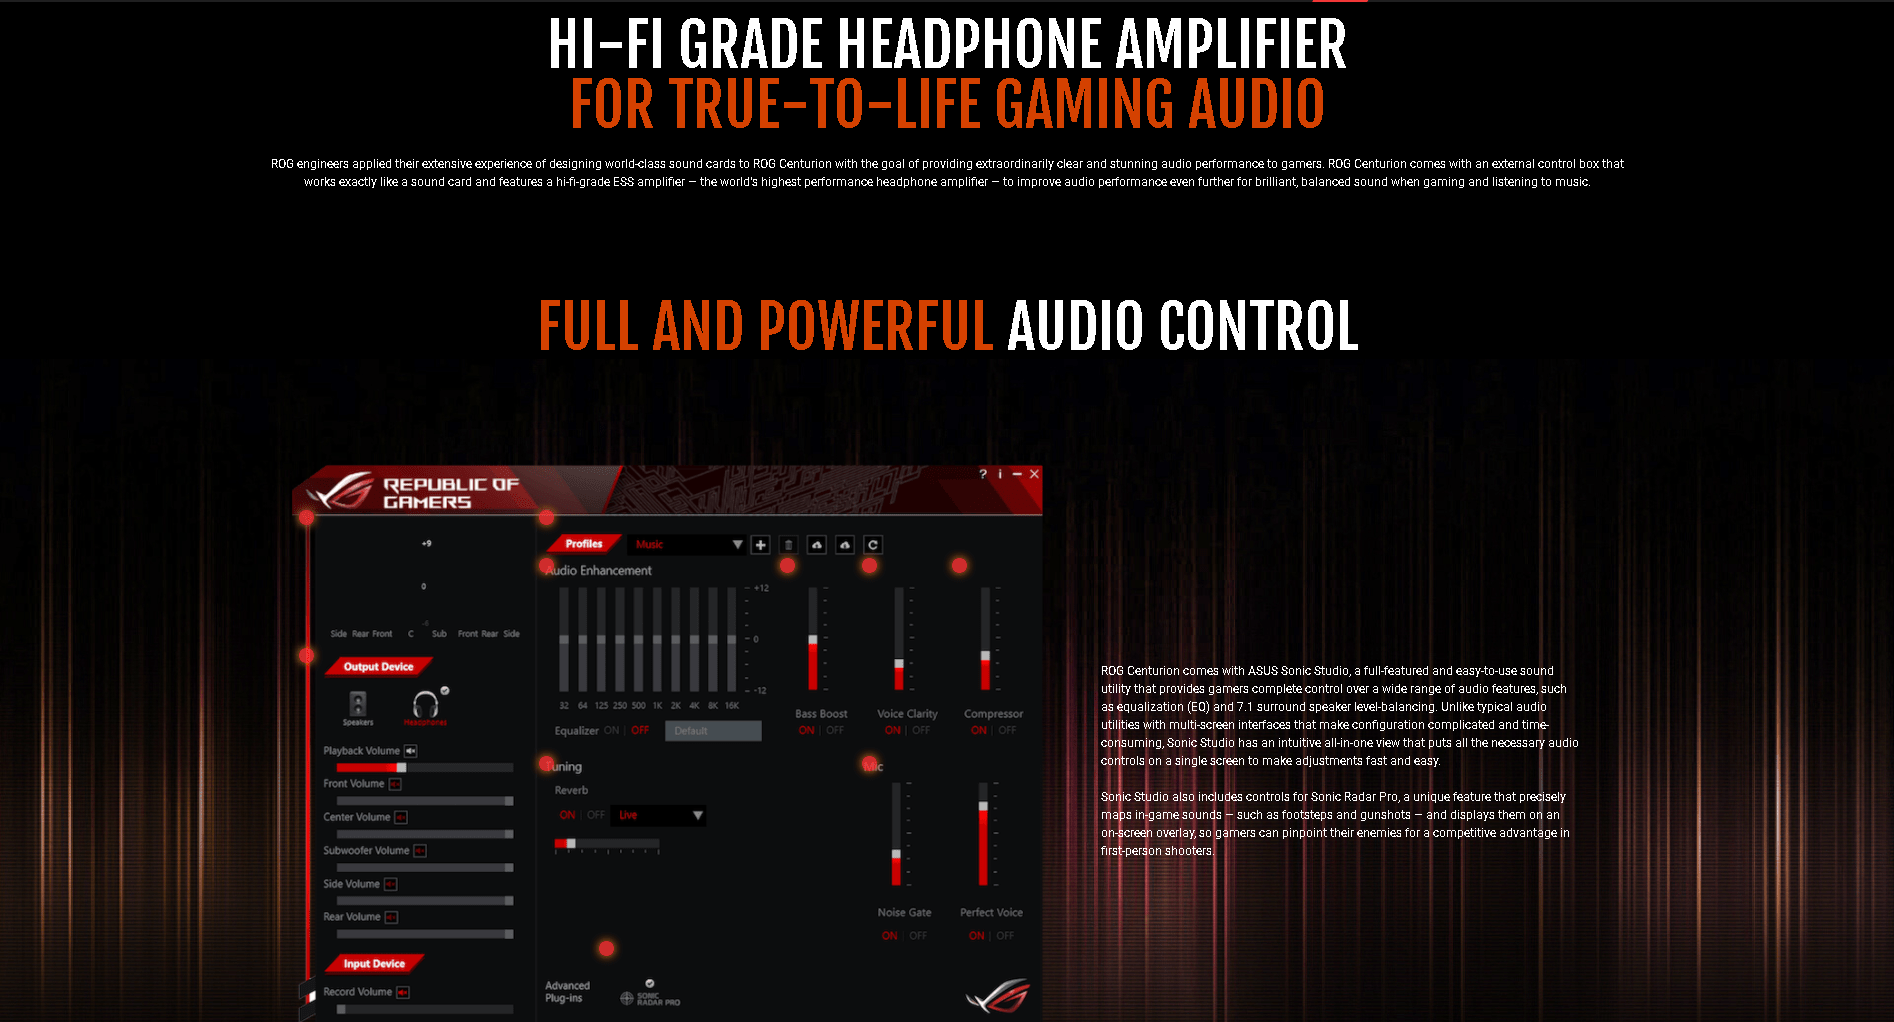 HI-FI GRADE HEADPHONE AMPLIFIER
FOR TRUE-TO-LIFE GAMING AUDIO
ROG engineers applied their extensive experience of designing world-class sound cards to ROG Centurion with the goal of providing extraordinarily clear and stunning audio performance to gamers. ROG Centurion comes with an external control box that
works exactly like a sound card and features a hi-fi-grade ESS amplifier — the world's highest performance headphone amplifier — to improve audio performance even further for brilliant, balanced sound when gaming and listening to music.
FULL AND POWERFUL AUDIO CONTROL
REPUBLIC OF
GAMERS
? i
+9
0
-6
Side Rear Front C Sub Front Rear Side
Output Device
Speakers Headphones
Playback Volume
Front Volume
Center Volume
Subwoofer Volume
Side Volume
Rear Volume
Input Device
Record Volume
Profiles Music
Audio Enhancement
+12
0
-12
32 64 125 250 500 1K 2K 4K 8K 16K
Equalizer ON | OFF Default
Bass Boost Voice Clarity Compressor
ON | OFF ON | OFF ON | OFF
Tuning
Reverb
ON | OFF Live
Mic
Noise Gate Perfect Voice
ON | OFF ON | OFF
Advanced
Plug-ins
SONIC
RADAR PRO
ROG Centurion comes with ASUS Sonic Studio, a full-featured and easy-to-use sound
utility that provides gamers complete control over a wide range of audio features, such
as equalization (EQ) and 7.1 surround speaker level-balancing. Unlike typical audio
utilities with multi-screen interfaces that make configuration complicated and time-
consuming, Sonic Studio has an intuitive all-in-one view that puts all the necessary audio
controls on a single screen to make adjustments fast and easy.
Sonic Studio also includes controls for Sonic Radar Pro, a unique feature that precisely
maps in-game sounds — such as footsteps and gunshots — and displays them on an
on-screen overlay, so gamers can pinpoint their enemies for a competitive advantage in
first-person shooters.